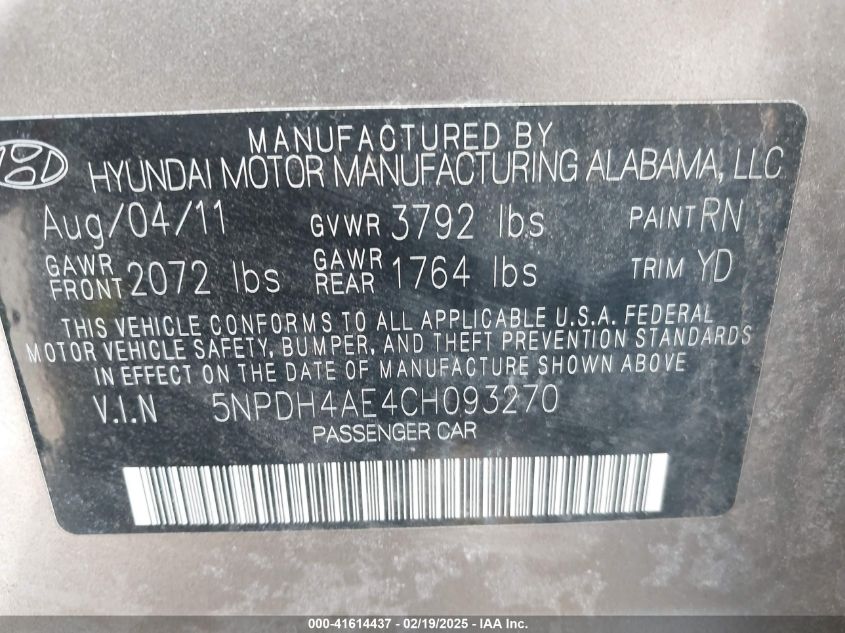 MANUFACTURED BY
HYUNDAI MOTOR MANUFACTURING ALABAMA, LLC
Aug/04/11 GVWR 3792 lbs PAINT RN
GAWR FRONT 2072 lbs GAWR REAR 1764 lbs TRIM YD
THIS VEHICLE CONFORMS TO ALL APPLICABLE U.S.A. FEDERAL
MOTOR VEHICLE SAFETY, BUMPER, AND THEFT PREVENTION STANDARDS
IN EFFECT ON THE DATE OF MANUFACTURE SHOWN ABOVE.
V.I.N 5NPDH4AE4CH093270
PASSENGER CAR
000-41614437 - 02/19/2025 - IAA Inc.